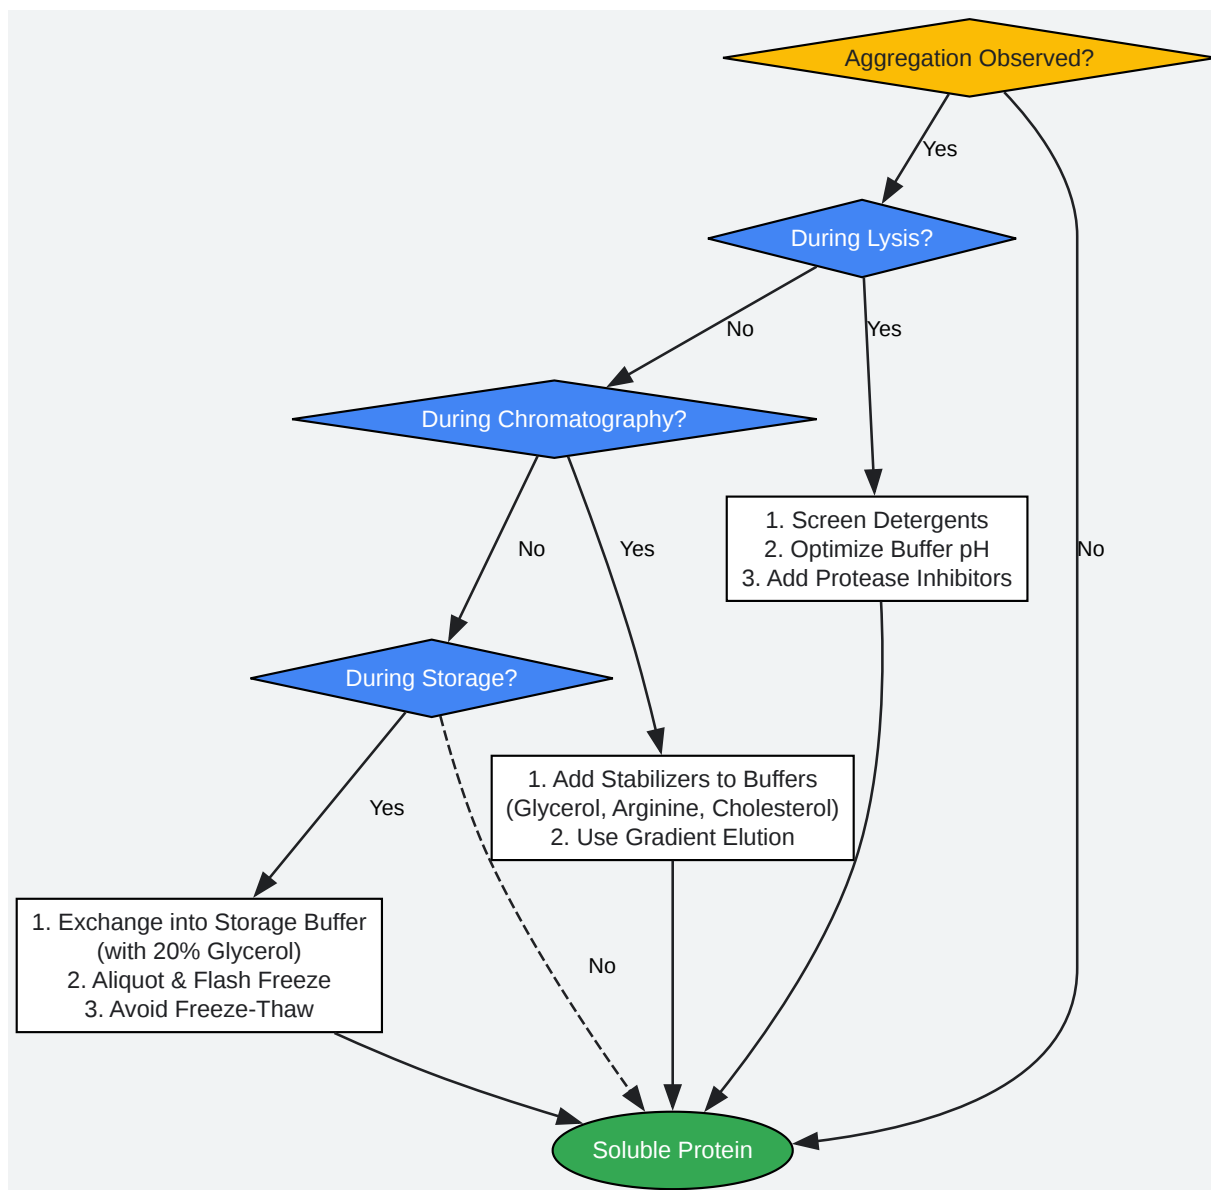 Aggregation Observed?
Yes
During Lysis?
No
Yes
During Chromatography?
1. Screen Detergents
2. Optimize Buffer pH
3. Add Protease Inhibitors
No
Yes
No
During Storage?
1. Add Stabilizers to Buffers
(Glycerol, Arginine, Cholesterol)
2. Use Gradient Elution
Yes
1. Exchange into Storage Buffer
(with 20% Glycerol)
2. Aliquot & Flash Freeze
3. Avoid Freeze-Thaw
No
Soluble Protein